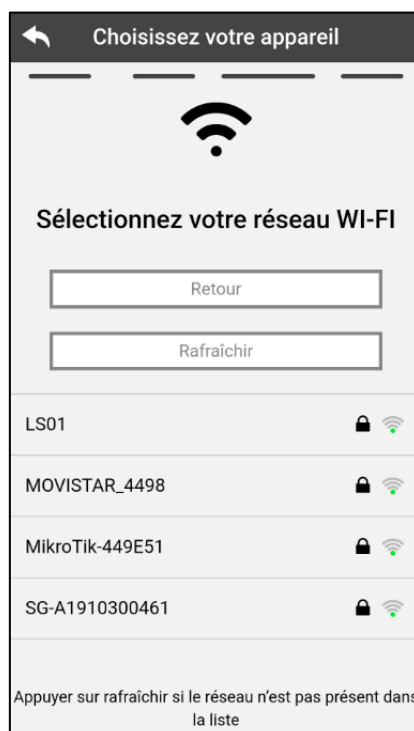 Choisissez votre appareil
Sélectionnez votre réseau WI-FI
Retour
Rafraîchir
LS01
MOVISTAR_4498
MikroTik-449E51
SG-A1910300461
Appuyer sur rafraîchir si le réseau n'est pas présent dans
la liste